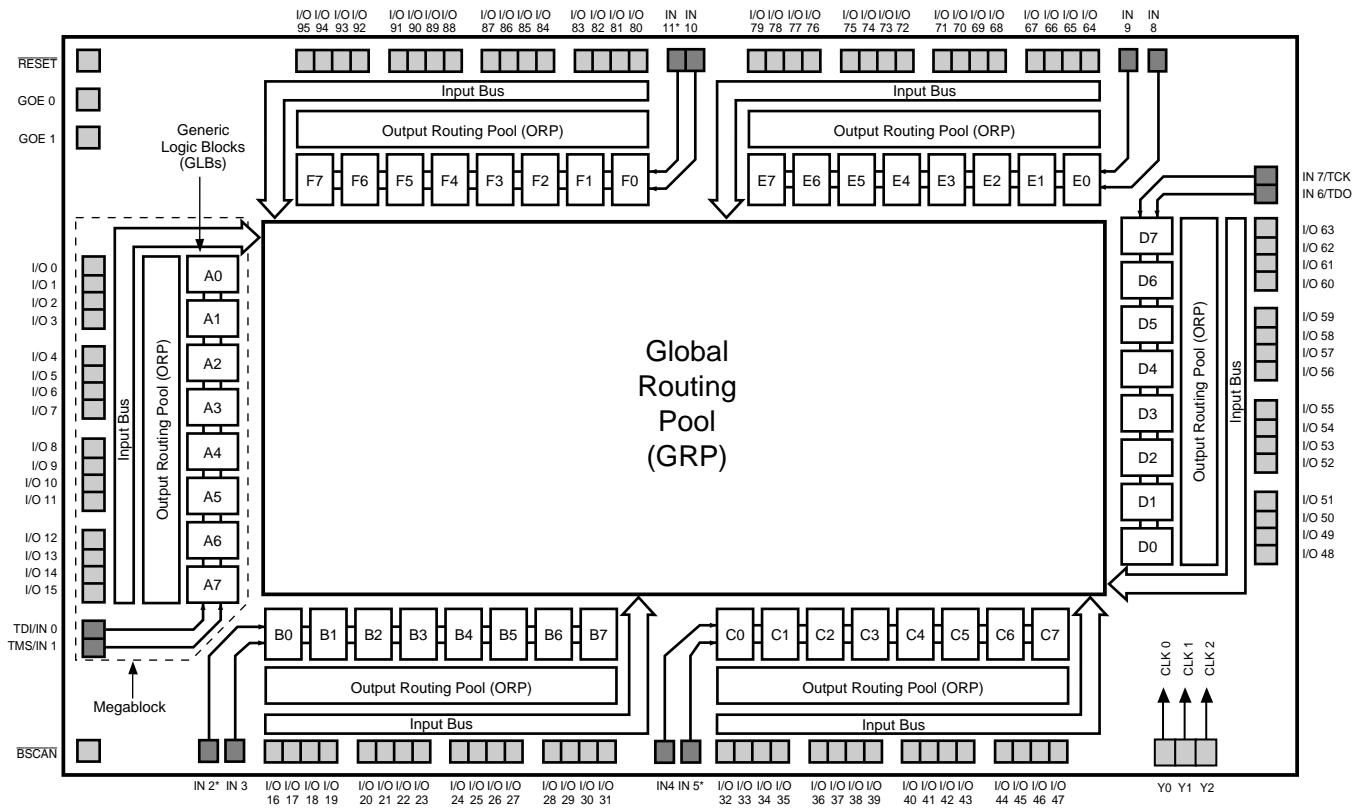 I/O I/O I/O I/O I/O I/O I/O I/O I/O I/O I/O I/O I/O I/O I/O I/O IN IN I/O I/O I/O I/O I/O I/O I/O I/O I/O I/O I/O I/O I/O I/O I/O I/O IN IN
95 94 93 92 91 90 89 88 87 86 85 84 83 82 81 80 11* 10 79 78 77 76 75 74 73 72 71 70 69 68 67 66 65 64 9 8
RESET
GOE 0
GOE 1
Input Bus
Output Routing Pool (ORP)
F7 F6 F5 F4 F3 F2 F1 F0
Input Bus
Output Routing Pool (ORP)
E7 E6 E5 E4 E3 E2 E1 E0
Generic
Logic Blocks
(GLBs)
IN 7/TCK
IN 6/TDO
I/O 0
I/O 1
I/O 2
I/O 3
I/O 4
I/O 5
I/O 6
I/O 7
I/O 8
I/O 9
I/O 10
I/O 11
I/O 12
I/O 13
I/O 14
I/O 15
TDI/IN 0
TMS/IN 1
Input Bus
Output Routing Pool (ORP)
A0
A1
A2
A3
A4
A5
A6
A7
Megablock
Global
Routing
Pool
(GRP)
D7
D6
D5
D4
D3
D2
D1
D0
Output Routing Pool (ORP)
Input Bus
I/O 63
I/O 62
I/O 61
I/O 60
I/O 59
I/O 58
I/O 57
I/O 56
I/O 55
I/O 54
I/O 53
I/O 52
I/O 51
I/O 50
I/O 49
I/O 48
B0 B1 B2 B3 B4 B5 B6 B7
Output Routing Pool (ORP)
Input Bus
C0 C1 C2 C3 C4 C5 C6 C7
Output Routing Pool (ORP)
Input Bus
CLK 0
CLK 1
CLK 2
BSCAN
IN 2* IN 3 I/O I/O I/O I/O I/O I/O I/O I/O I/O I/O I/O I/O I/O I/O I/O I/O IN4 IN 5* I/O I/O I/O I/O I/O I/O I/O I/O I/O I/O I/O I/O I/O I/O I/O I/O Y0 Y1 Y2
16 17 18 19 20 21 22 23 24 25 26 27 28 29 30 31 32 33 34 35 36 37 38 39 40 41 42 43 44 45 46 47